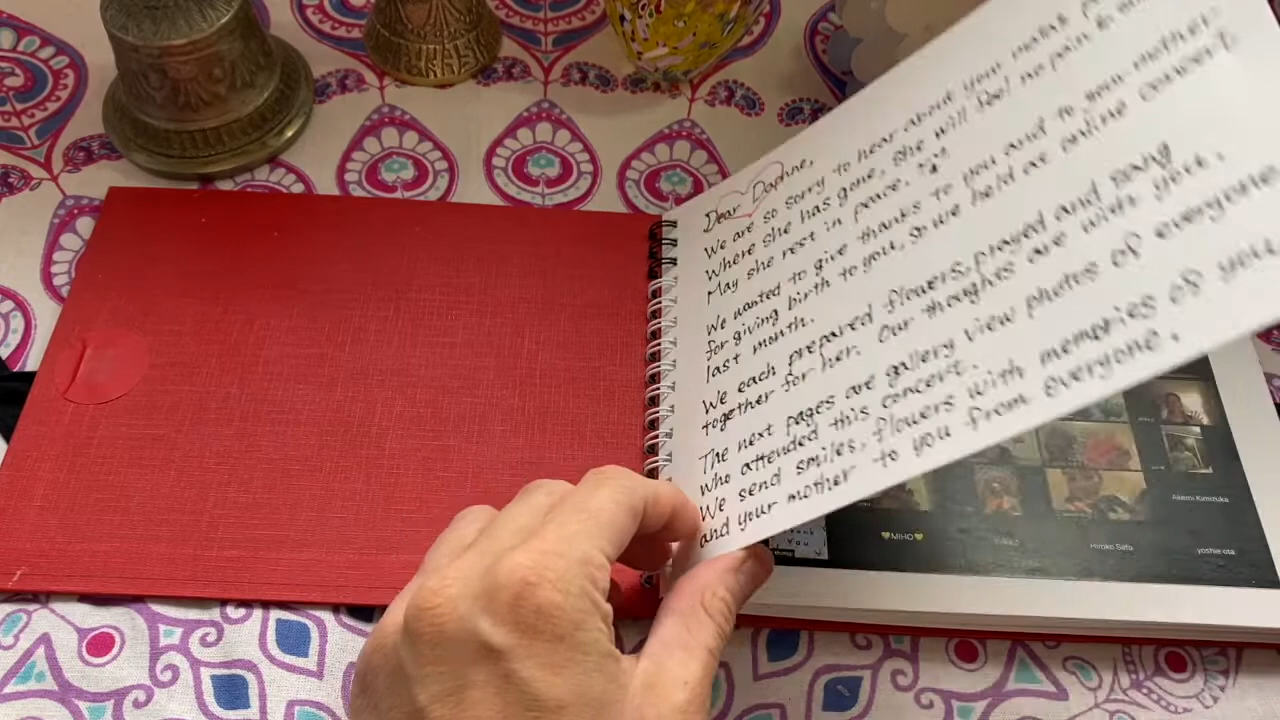 Dear Daphne,
We are so sorry to hear about your
Where she has gone, she will feel no pain
May she rest in peace.
We wanted to give thanks to you and to your mother
for giving birth to you, so we held an online concert
last month.
We each prepared flowers, prayed and sang
together for her. Our thoughts are with you.
The next pages are gallery view photos of everyone
who attended this concert.
We send smiles, flowers with memories of you
and your mother to you from everyone.
Akemi Kimizuka
You
💛MIHO💛
Hiroko Sato
yoshie ota